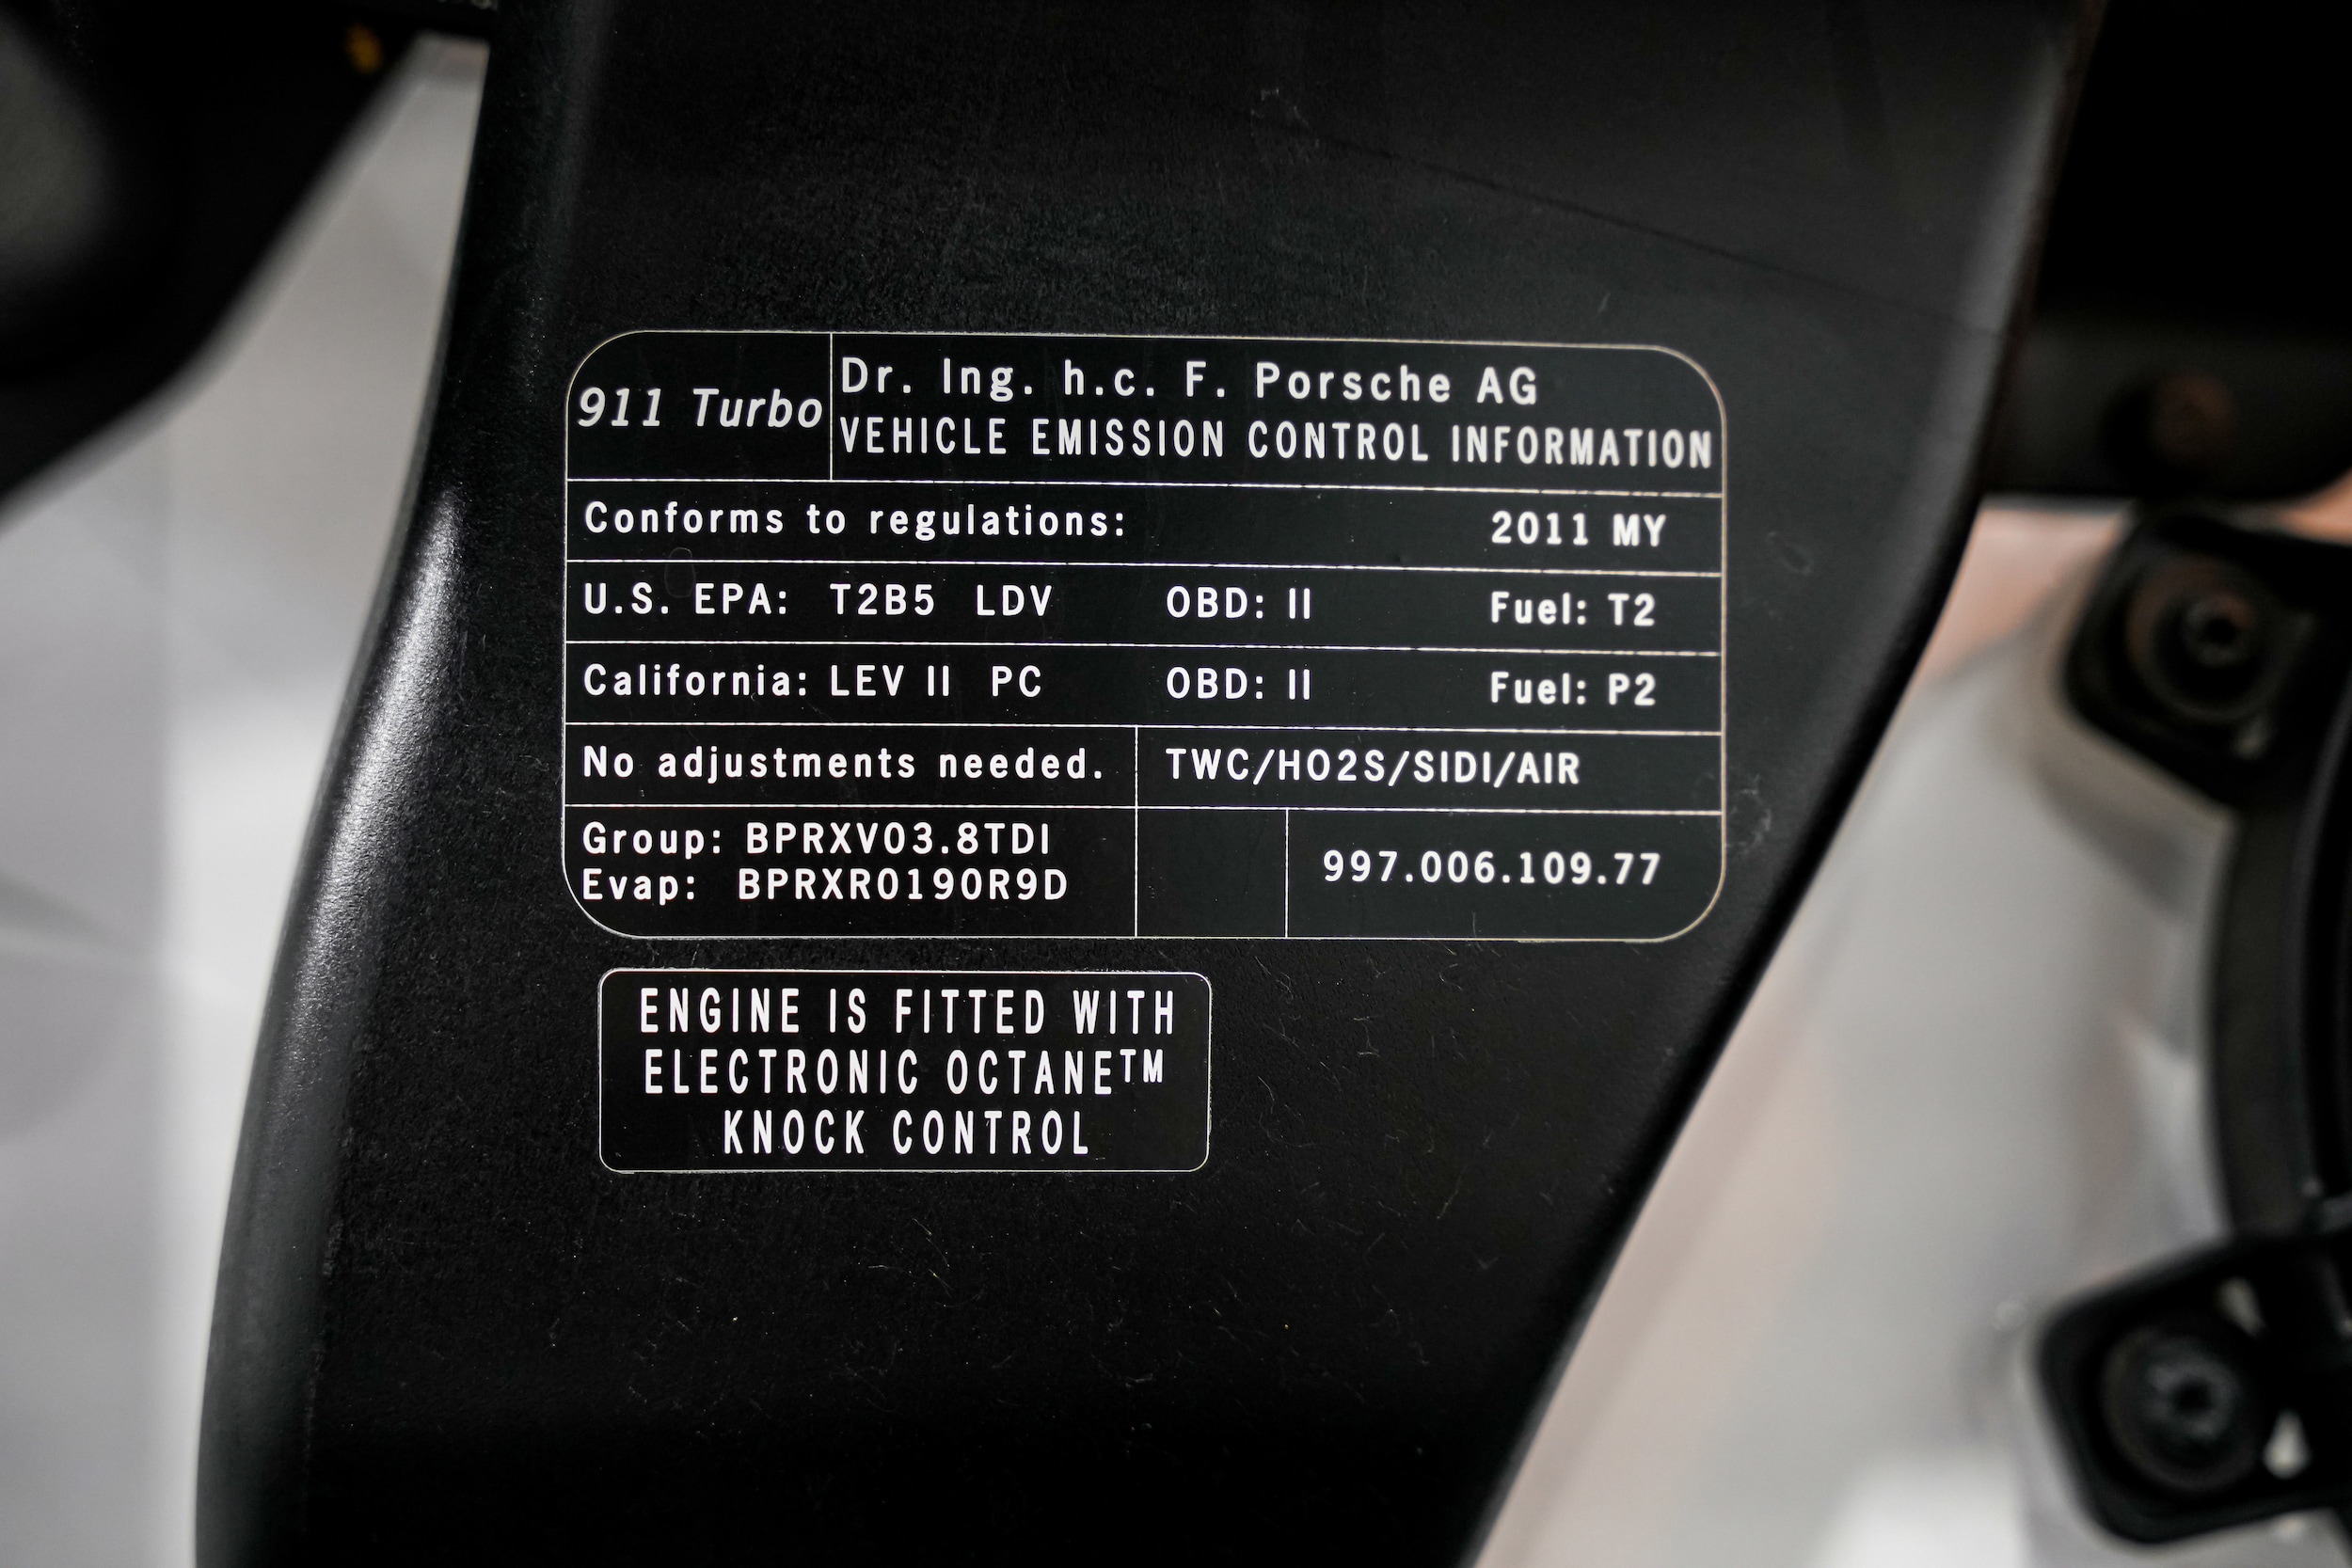 911 Turbo
Dr. Ing. h.c. F. Porsche AG
VEHICLE EMISSION CONTROL INFORMATION
Conforms to regulations: 2011 MY
U.S. EPA: T2B5 LDV OBD: II Fuel: T2
California: LEV II PC OBD: II Fuel: P2
No adjustments needed. TWC/HO2S/SIDI/AIR
Group: BPRXV03.8TDI
Evap: BPRXR0190R9D
997.006.109.77
ENGINE IS FITTED WITH
ELECTRONIC OCTANE™
KNOCK CONTROL